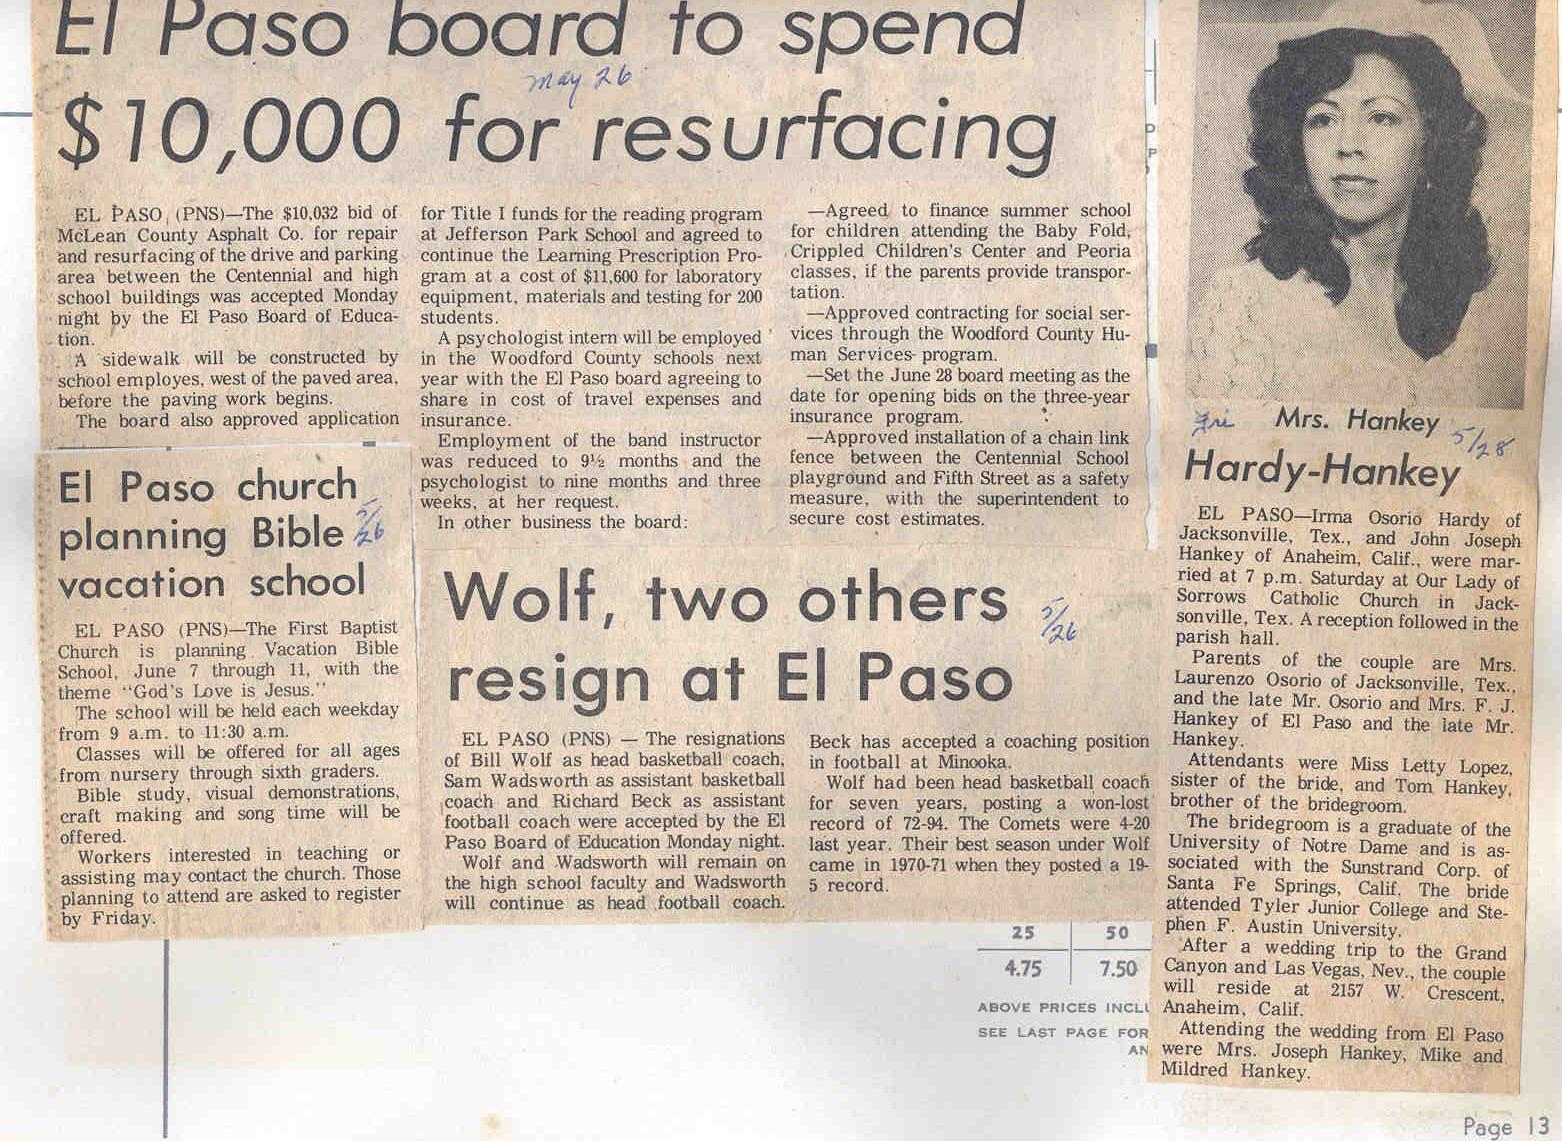 El Paso board to spend
may 26
$10,000 for resurfacing
EL PASO (PNS)—The $10,032 bid of
McLean County Asphalt Co. for repair
and resurfacing of the drive and parking
area between the Centennial and high
school buildings was accepted Monday
night by the El Paso Board of Educa-
tion.
A sidewalk will be constructed by
school employes, west of the paved area,
before the paving work begins.
The board also approved application
for Title I funds for the reading program
at Jefferson Park School and agreed to
continue the Learning Prescription Pro-
gram at a cost of $11,600 for laboratory
equipment, materials and testing for 200
students.
A psychologist intern will be employed
in the Woodford County schools next
year with the El Paso board agreeing to
share in cost of travel expenses and
insurance.
Employment of the band instructor
was reduced to 9½ months and the
psychologist to nine months and three
weeks, at her request.
In other business the board:
—Agreed to finance summer school
for children attending the Baby Fold,
Crippled Children's Center and Peoria
classes, if the parents provide transpor-
tation.
—Approved contracting for social ser-
vices through the Woodford County Hu-
man Services program.
—Set the June 28 board meeting as the
date for opening bids on the three-year
insurance program.
—Approved installation of a chain link
fence between the Centennial School
playground and Fifth Street as a safety
measure, with the superintendent to
secure cost estimates.
El Paso church
planning Bible
vacation school
5/26
EL PASO (PNS)—The First Baptist
Church is planning Vacation Bible
School, June 7 through 11, with the
theme "God's Love is Jesus."
The school will be held each weekday
from 9 a.m. to 11:30 a.m.
Classes will be offered for all ages
from nursery through sixth graders.
Bible study, visual demonstrations,
craft making and song time will be
offered.
Workers interested in teaching or
assisting may contact the church. Those
planning to attend are asked to register
by Friday.
Wolf, two others
resign at El Paso
5/26
EL PASO (PNS) — The resignations
of Bill Wolf as head basketball coach,
Sam Wadsworth as assistant basketball
coach and Richard Beck as assistant
football coach were accepted by the El
Paso Board of Education Monday night.
Wolf and Wadsworth will remain on
the high school faculty and Wadsworth
will continue as head football coach.
Beck has accepted a coaching position
in football at Minooka.
Wolf had been head basketball coach
for seven years, posting a won-lost
record of 72-94. The Comets were 4-20
last year. Their best season under Wolf
came in 1970-71 when they posted a 19-
5 record.
Fri Mrs. Hankey 5/28
Hardy-Hankey
EL PASO—Irma Osorio Hardy of
Jacksonville, Tex., and John Joseph
Hankey of Anaheim, Calif., were mar-
ried at 7 p.m. Saturday at Our Lady of
Sorrows Catholic Church in Jack-
sonville, Tex. A reception followed in the
parish hall.
Parents of the couple are Mrs.
Laurenzo Osorio of Jacksonville, Tex.,
and the late Mr. Osorio and Mrs. F. J.
Hankey of El Paso and the late Mr.
Hankey.
Attendants were Miss Letty Lopez,
sister of the bride, and Tom Hankey,
brother of the bridegroom.
The bridegroom is a graduate of the
University of Notre Dame and is as-
sociated with the Sunstrand Corp. of
Santa Fe Springs, Calif. The bride
attended Tyler Junior College and Ste-
phen F. Austin University.
After a wedding trip to the Grand
Canyon and Las Vegas, Nev., the couple
will reside at 2157 W. Crescent,
Anaheim, Calif.
Attending the wedding from El Paso
were Mrs. Joseph Hankey, Mike and
Mildred Hankey.
25 50
4.75 7.50
ABOVE PRICES INCL
SEE LAST PAGE FOR
AN
Page 13